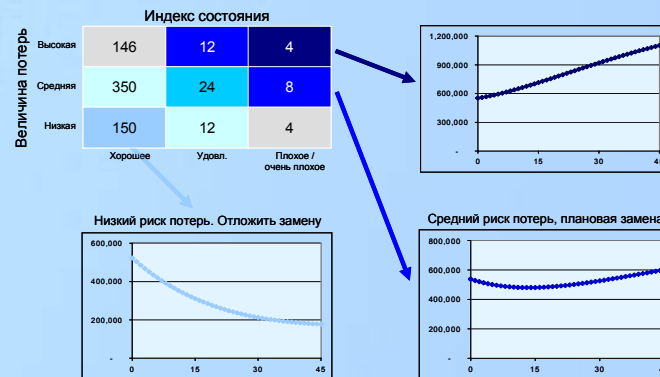 Индекс состояния
Величина потерь
Высокая 146 12 4
Средняя 350 24 8
Низкая 150 12 4
Хорошее Удовл. Плохое /
очень плохое
1,200,000
900,000
600,000
300,000
-
0 15 30
Низкий риск потерь. Отложить замену
600,000
400,000
200,000
-
0 15 30 45
Средний риск потерь, плановая замена
800,000
600,000
400,000
200,000
-
0 15 30